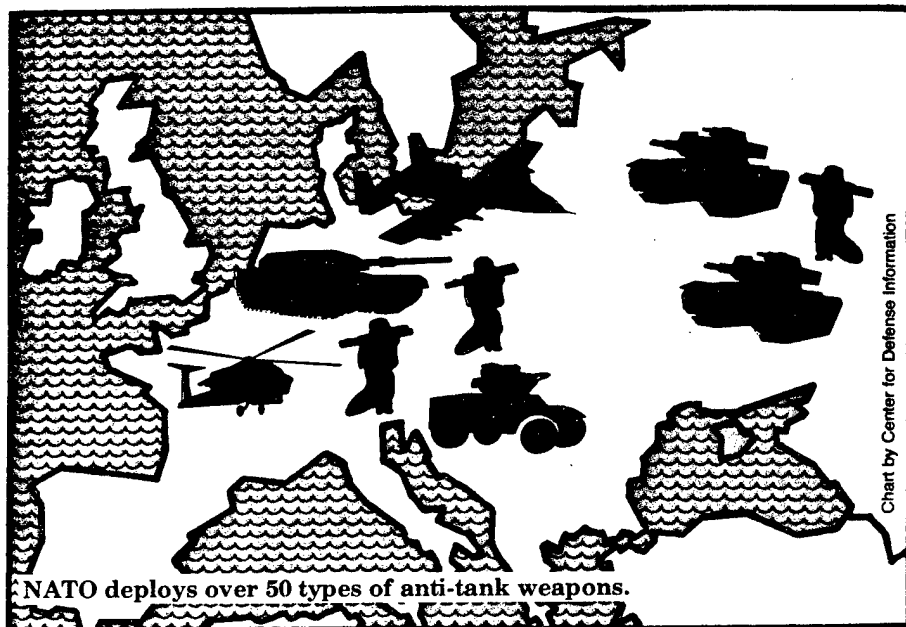 Chart by Center for Defense Information
NATO deploys over 50 types of anti-tank weapons.